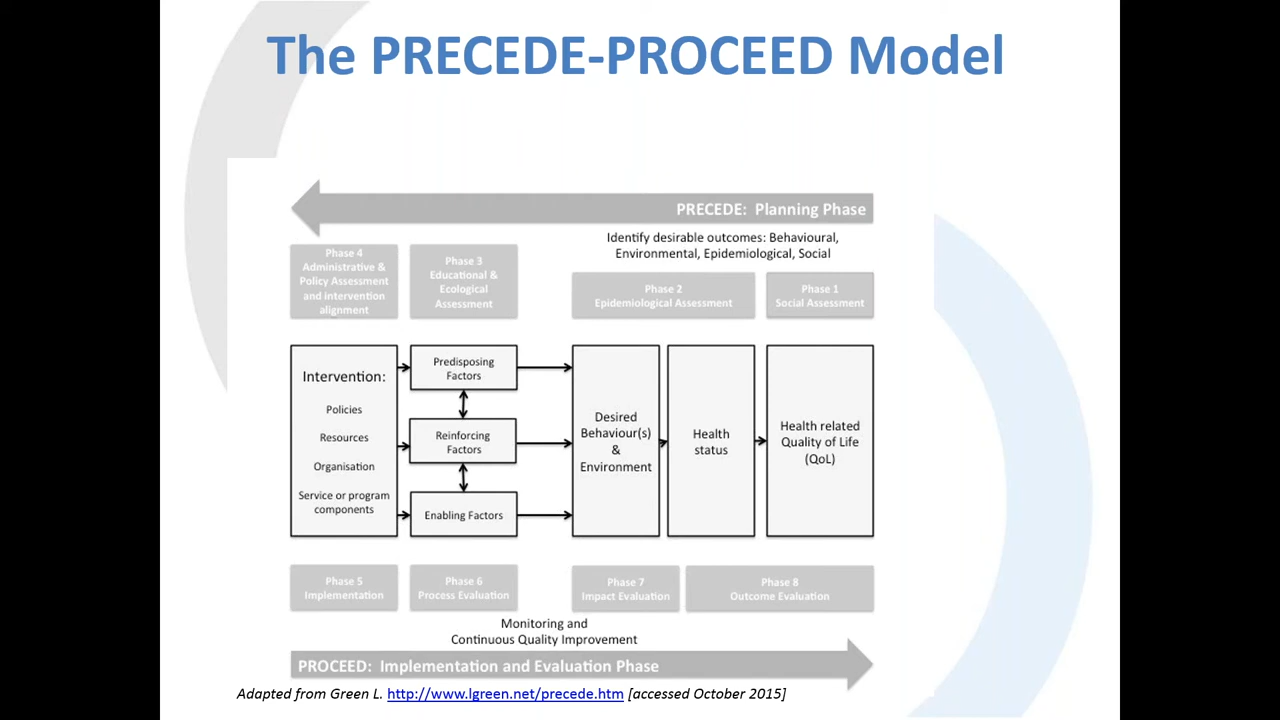 The PRECEDE-PROCEED Model
PRECEDE: Planning Phase
Identify desirable outcomes: Behavioural,
Environmental, Epidemiological, Social
Phase 4
Administrative &
Policy Assessment
and intervention
alignment
Phase 3
Educational &
Ecological
Assessment
Phase 2
Epidemiological Assessment
Phase 1
Social Assessment
Intervention:
Policies
Resources
Organisation
Service or program
components
Predisposing
Factors
Reinforcing
Factors
Enabling Factors
Desired
Behaviour(s)
&
Environment
Health
status
Health related
Quality of Life
(QoL)
Phase 5
Implementation
Phase 6
Process Evaluation
Phase 7
Impact Evaluation
Phase 8
Outcome Evaluation
Monitoring and
Continuous Quality Improvement
PROCEED: Implementation and Evaluation Phase
Adapted from Green L. http://www.lgreen.net/precede.htm [accessed October 2015]